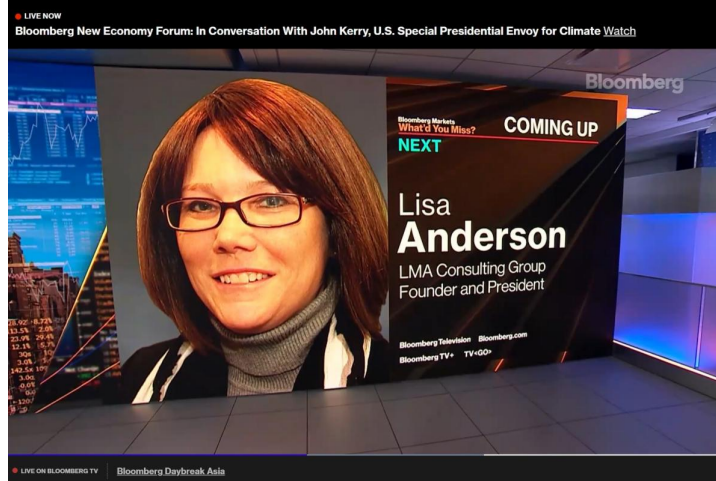 LIVE NOW
Bloomberg New Economy Forum: In Conversation With John Kerry, U.S. Special Presidential Envoy for Climate Watch
Bloomberg
Bloomberg Markets
What'd You Miss?
COMING UP
NEXT
Lisa
Anderson
LMA Consulting Group
Founder and President
Bloomberg Television Bloomberg.com
Bloomberg TV+ TV<GO>
LIVE ON BLOOMBERG TV
Bloomberg Daybreak Asia